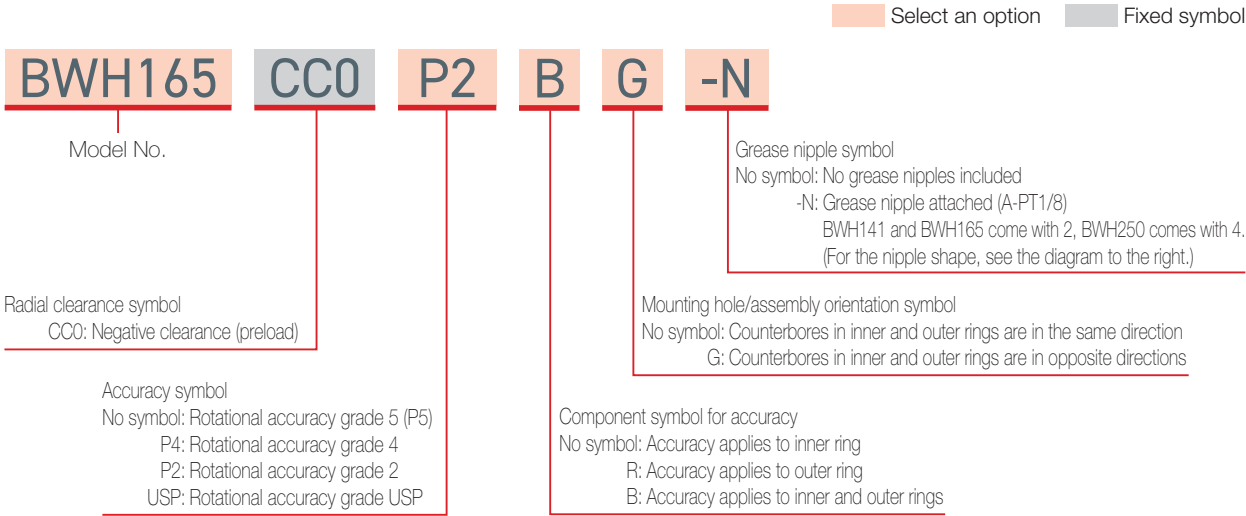 Select an option Fixed symbol
BWH165 CC0 P2 B G -N
Model No.
Grease nipple symbol
No symbol: No grease nipples included
-N: Grease nipple attached (A-PT1/8)
BWH141 and BWH165 come with 2, BWH250 comes with 4.
(For the nipple shape, see the diagram to the right.)
Radial clearance symbol
CC0: Negative clearance (preload)
Mounting hole/assembly orientation symbol
No symbol: Counterbores in inner and outer rings are in the same direction
G: Counterbores in inner and outer rings are in opposite directions
Accuracy symbol
No symbol: Rotational accuracy grade 5 (P5)
P4: Rotational accuracy grade 4
P2: Rotational accuracy grade 2
USP: Rotational accuracy grade USP
Component symbol for accuracy
No symbol: Accuracy applies to inner ring
R: Accuracy applies to outer ring
B: Accuracy applies to inner and outer rings